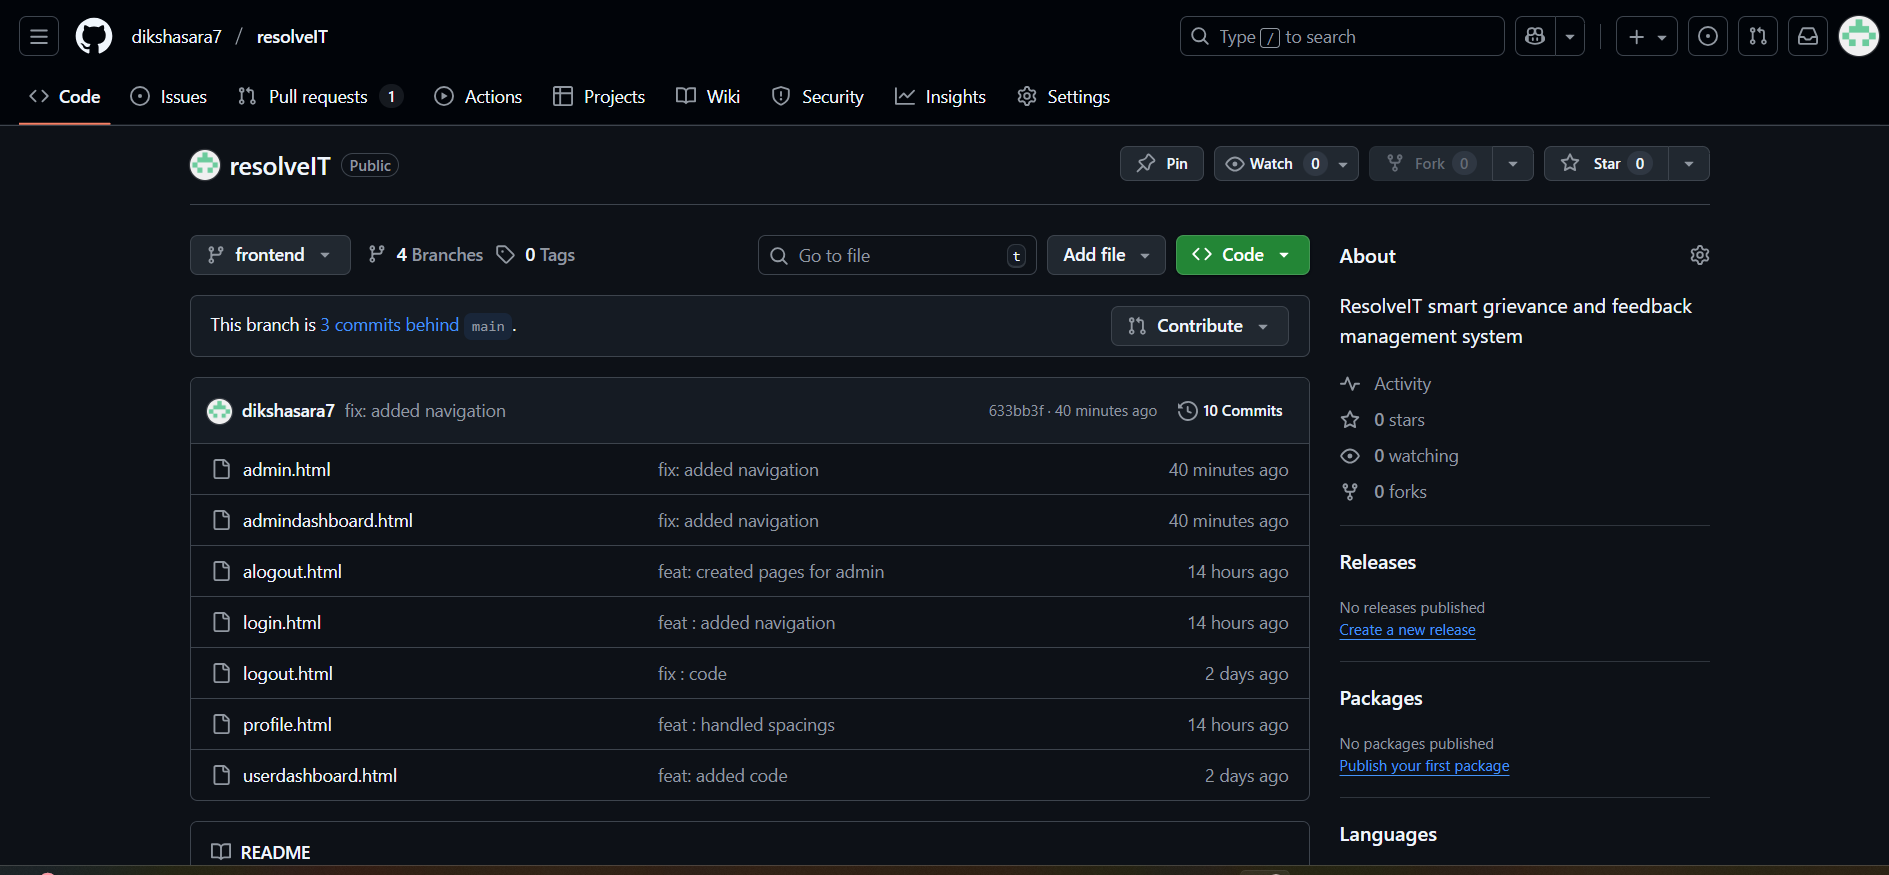 dikshasara7 / resolveIT
Type / to search
Code Issues Pull requests 1 Actions Projects Wiki Security Insights Settings
resolveIT Public
Pin Watch 0 Fork 0 Star 0
frontend 4 Branches 0 Tags
Go to file t Add file Code
This branch is 3 commits behind main .
Contribute
dikshasara7 fix: added navigation 633bb3f · 40 minutes ago 10 Commits
admin.html fix: added navigation 40 minutes ago
admindashboard.html fix: added navigation 40 minutes ago
alogout.html feat: created pages for admin 14 hours ago
login.html feat : added navigation 14 hours ago
logout.html fix : code 2 days ago
profile.html feat : handled spacings 14 hours ago
userdashboard.html feat: added code 2 days ago
README
About
ResolveIT smart grievance and feedback
management system
Activity
0 stars
0 watching
0 forks
Releases
No releases published
Create a new release
Packages
No packages published
Publish your first package
Languages